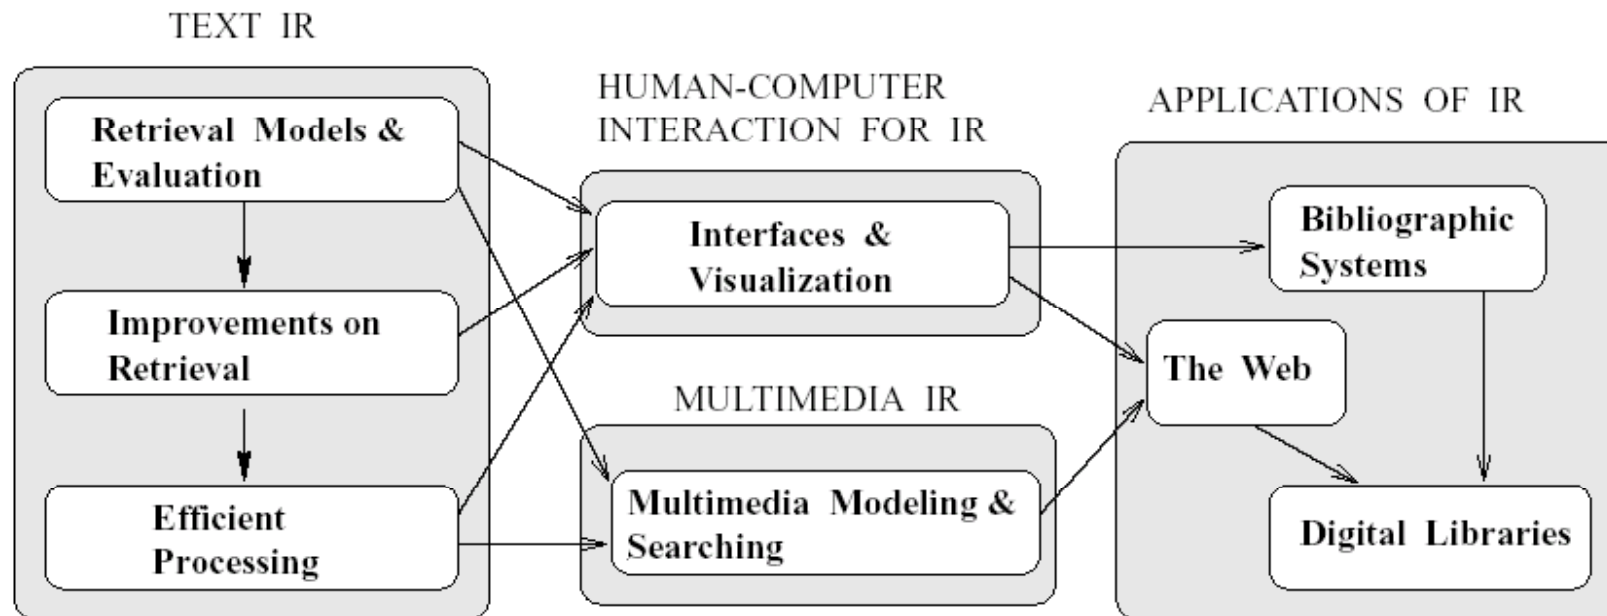 TEXT IR
Retrieval Models &
Evaluation
Improvements on
Retrieval
Efficient
Processing
HUMAN-COMPUTER
INTERACTION FOR IR
Interfaces &
Visualization
MULTIMEDIA IR
Multimedia Modeling &
Searching
APPLICATIONS OF IR
Bibliographic
Systems
The Web
Digital Libraries